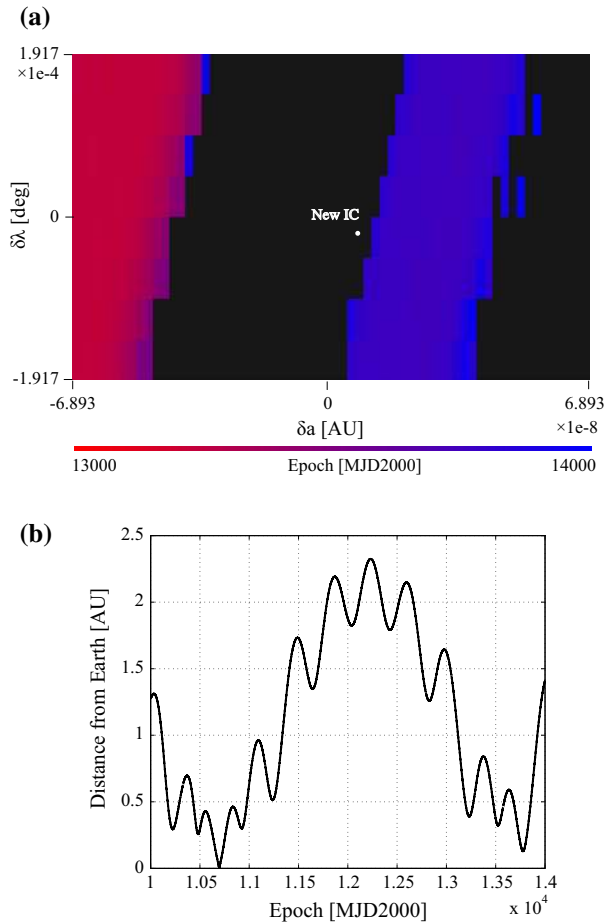 (a)
1.917
×1e-4
δλ [deg]
0
New IC
-1.917
-6.893
0
6.893
δa [AU]
×1e-8
13000
Epoch [MJD2000]
14000
(b)
2.5
2
1.5
1
0.5
0
Distance from Earth [AU]
1
1.05
1.1
1.15
1.2
1.25
1.3
1.35
1.4
Epoch [MJD2000]
× 10⁴